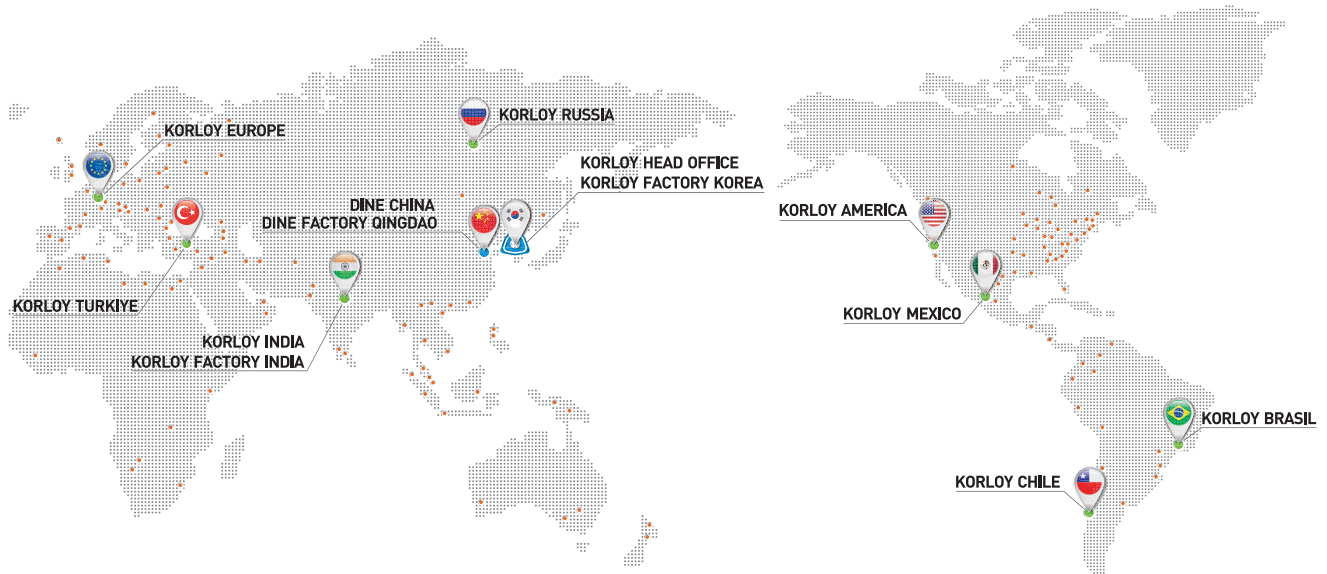 KORLOY EUROPE
KORLOY RUSSIA
KORLOY HEAD OFFICE
KORLOY FACTORY KOREA
DINE CHINA
DINE FACTORY QINGDAO
KORLOY TURKIYE
KORLOY INDIA
KORLOY FACTORY INDIA
KORLOY AMERICA
KORLOY MEXICO
KORLOY BRASIL
KORLOY CHILE